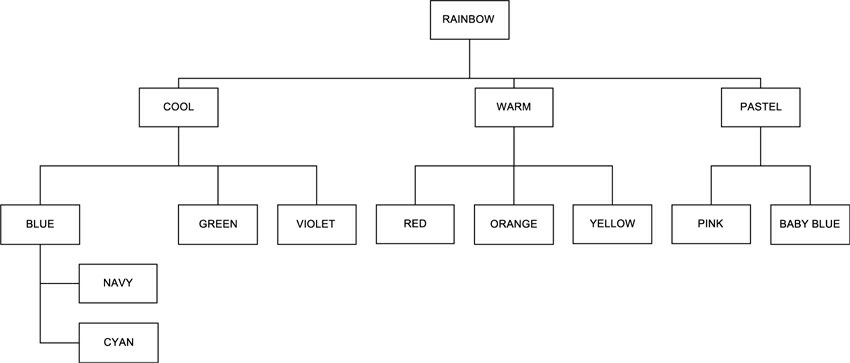 RAINBOW
COOL WARM PASTEL
BLUE GREEN VIOLET RED ORANGE YELLOW PINK BABY BLUE
NAVY
CYAN